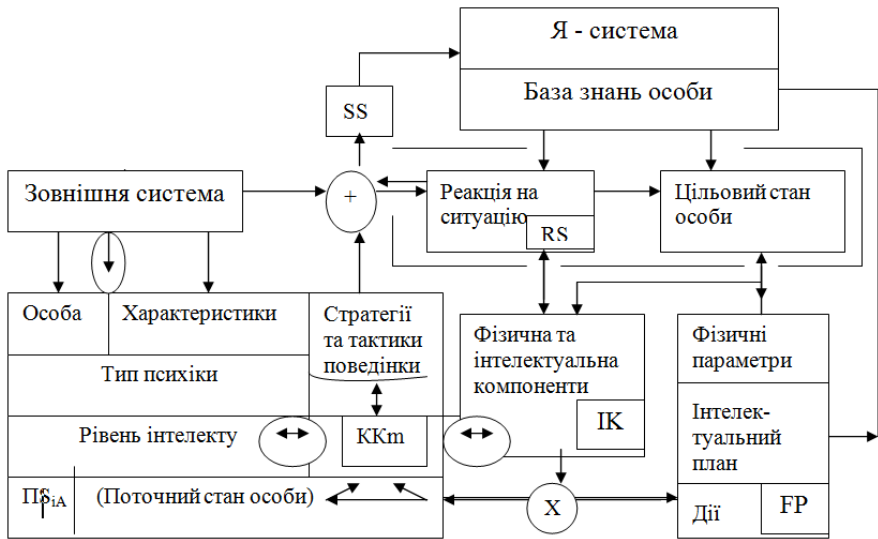 Я - система
База знань особи
SS
Зовнішня система
+
Реакція на
ситуацію
RS
Цільовий стан
особи
Особа
Характеристики
Стратегії
та тактики
поведінки
Тип психіки
Рівень інтелекту
ККm
Фізична та
інтелектуальна
компоненти
ІК
Фізичні
параметри
Інтелек-
туальний
план
Дії
FP
ПS_iA
(Поточний стан особи)
X